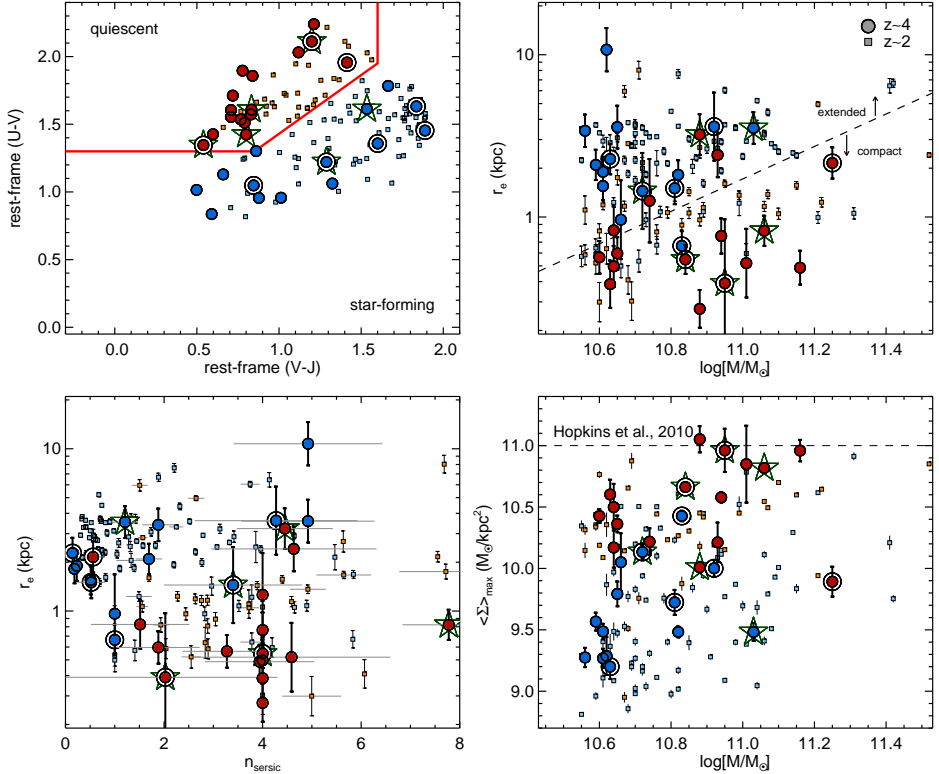 quiescent
star-forming
rest-frame (U-V)
0.0
0.5
1.0
1.5
2.0
0.0
0.5
1.0
1.5
2.0
rest-frame (V-J)
z~4
z~2
extended
compact
r_e (kpc)
10
1
10.6
10.8
11.0
11.2
11.4
log[M/M☉]
r_e (kpc)
10
1
0
2
4
6
8
n_sersic
Hopkins et al., 2010
<Σ>_max (M☉/kpc²)
11.0
10.5
10.0
9.5
9.0
10.6
10.8
11.0
11.2
11.4
log[M/M☉]